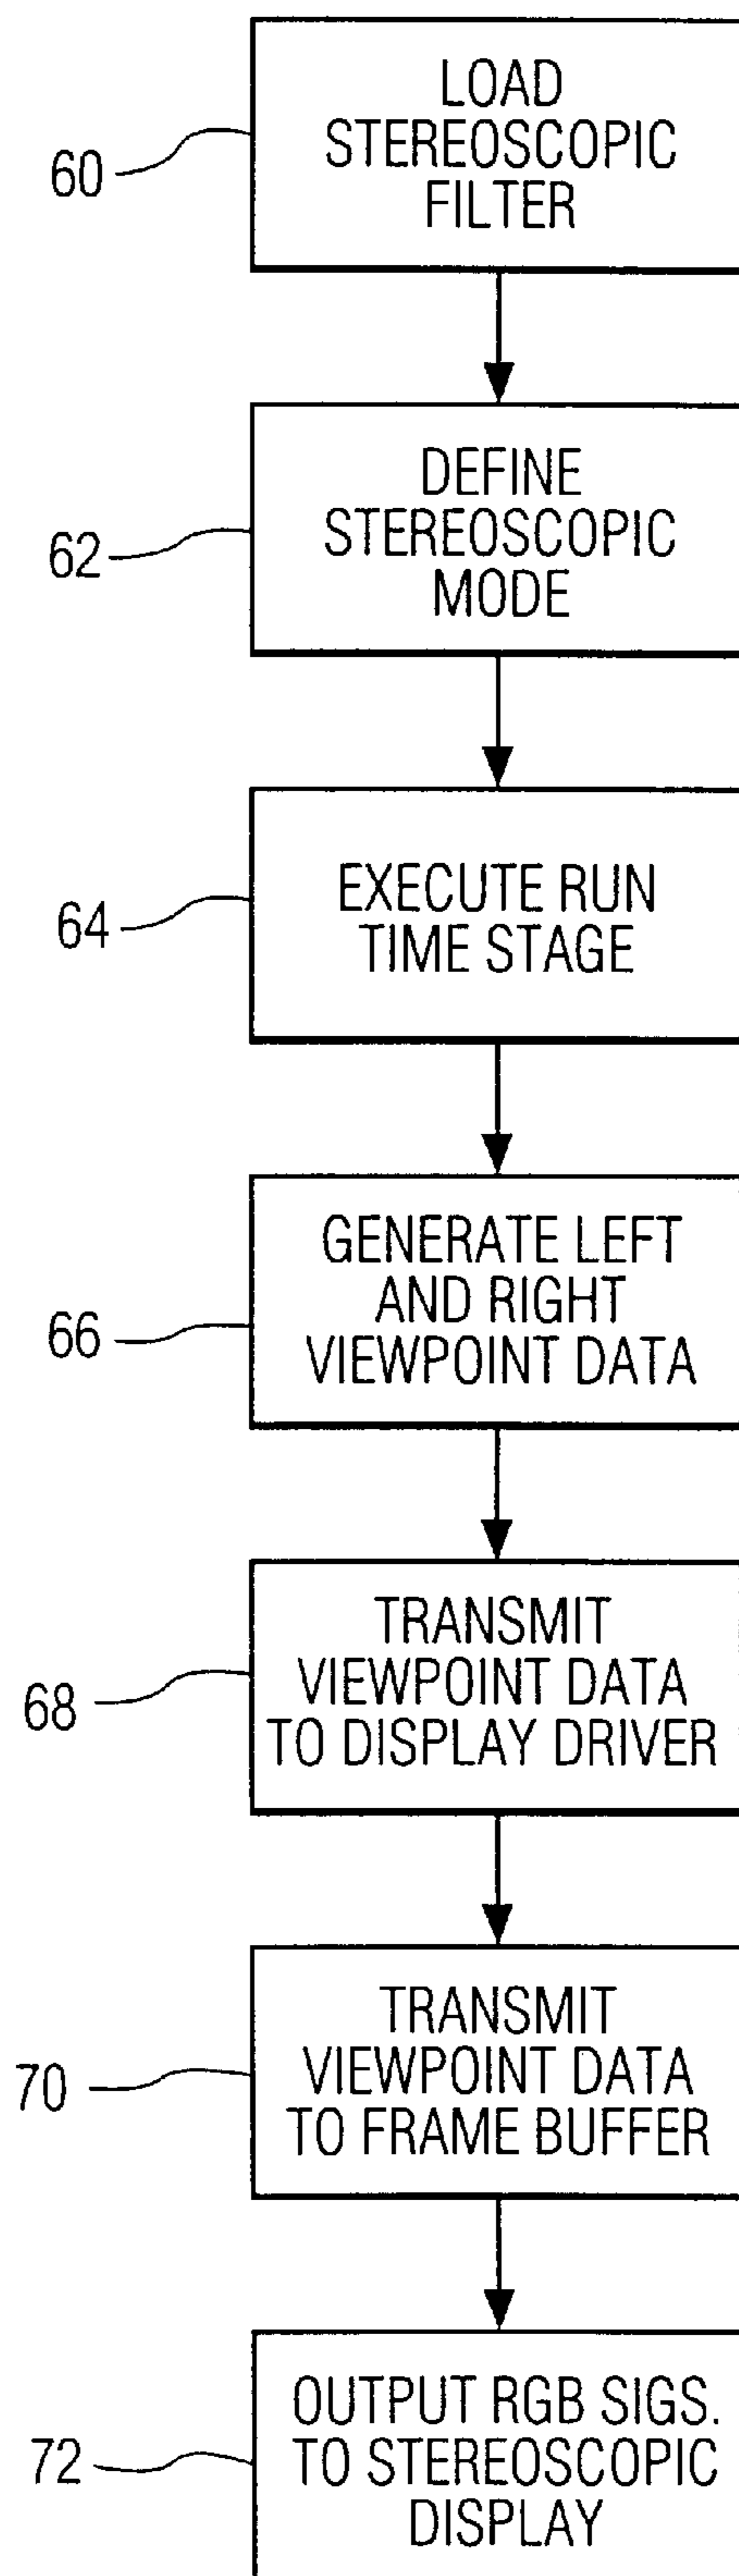 LOAD
STEREOSCOPIC
FILTER
60
DEFINE
STEREOSCOPIC
MODE
62
EXECUTE RUN
TIME STAGE
64
GENERATE LEFT
AND RIGHT
VIEWPOINT DATA
66
TRANSMIT
VIEWPOINT DATA
TO DISPLAY DRIVER
68
TRANSMIT
VIEWPOINT DATA
TO FRAME BUFFER
70
OUTPUT RGB SIGS.
TO STEREOSCOPIC
DISPLAY
72